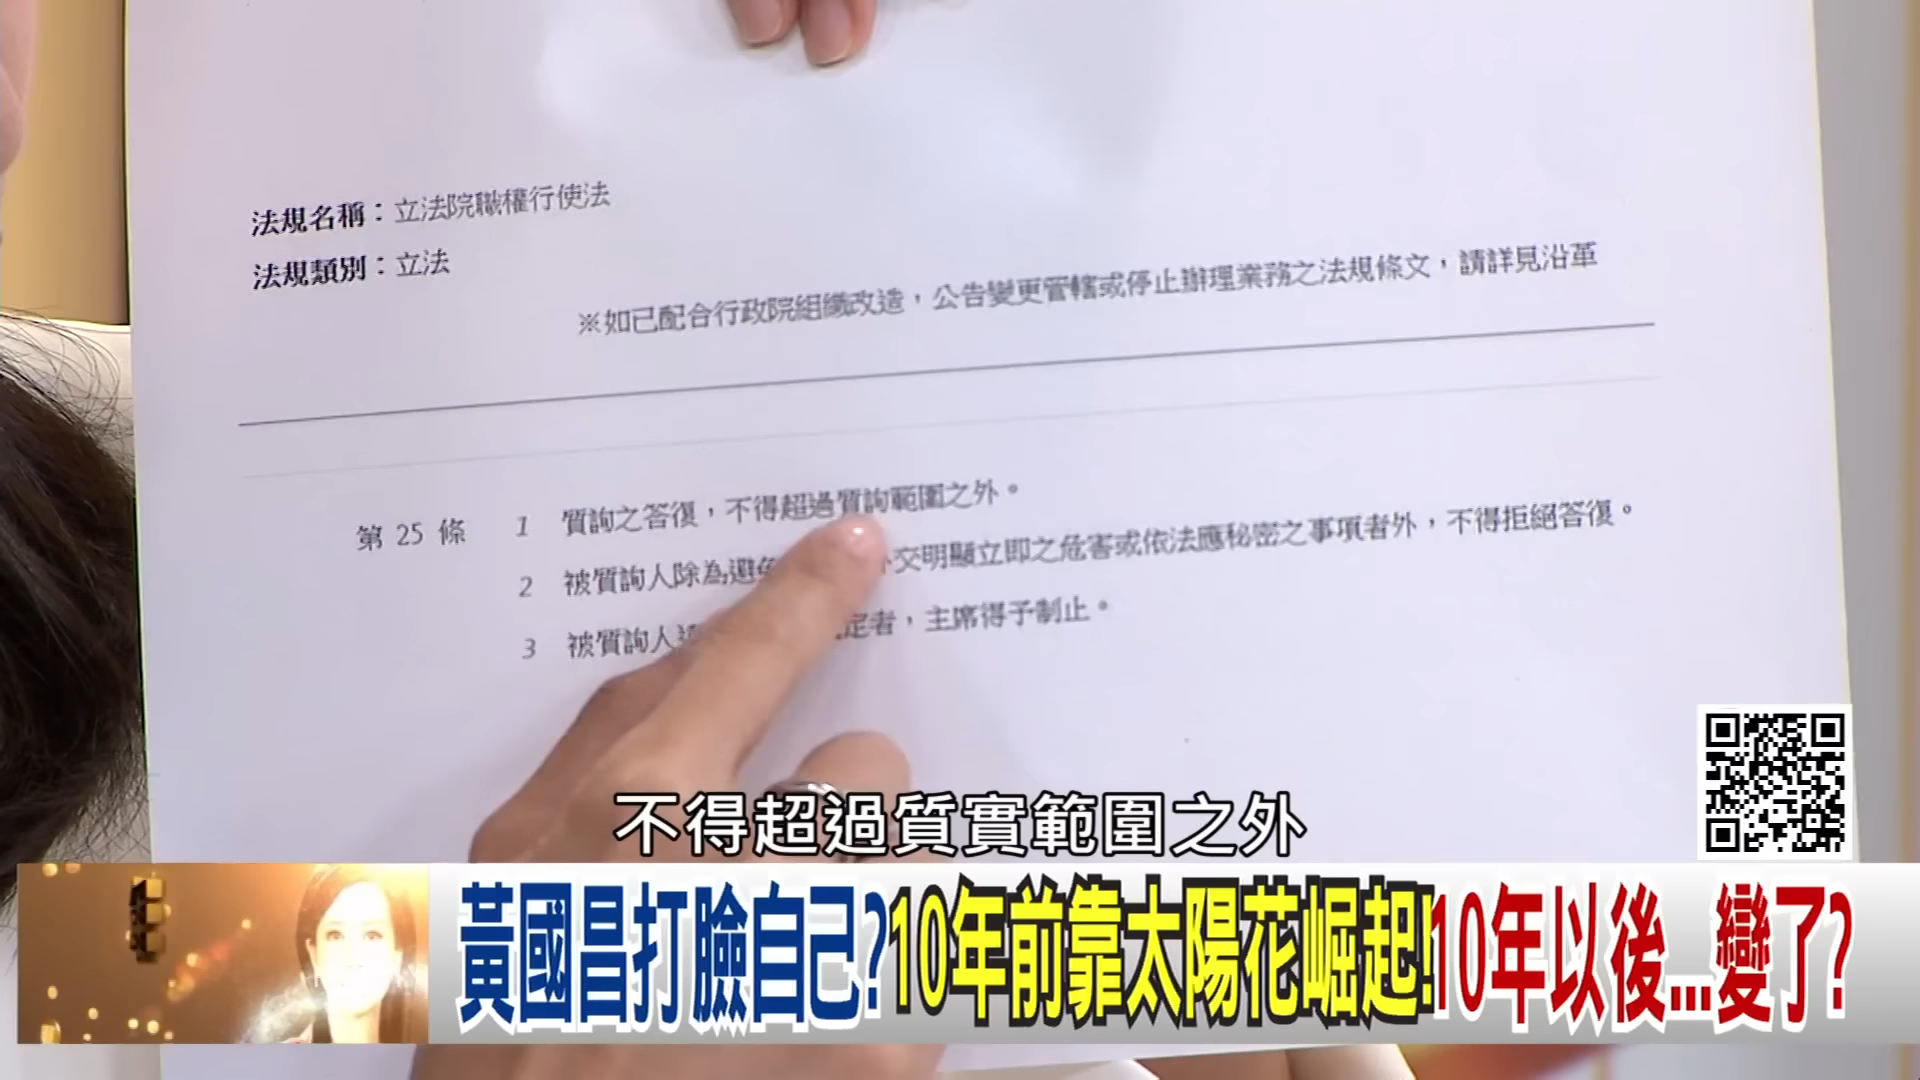 法規名稱：立法院職權行使法
法規類別：立法
※如已配合行政院組織改造，公告變更管轄或停止辦理業務之法規條文，請詳見沿革
第 25 條 1 質詢之答復，不得超過質詢範圍之外。
2 被質詢人除為避免 外交明顯立即之危害或依法應秘密之事項者外，不得拒絕答復。
3 被質詢人違 定者，主席得予制止。
不得超過質實範圍之外
黃國昌打臉自己?10年前靠太陽花崛起!10年以後...變了?